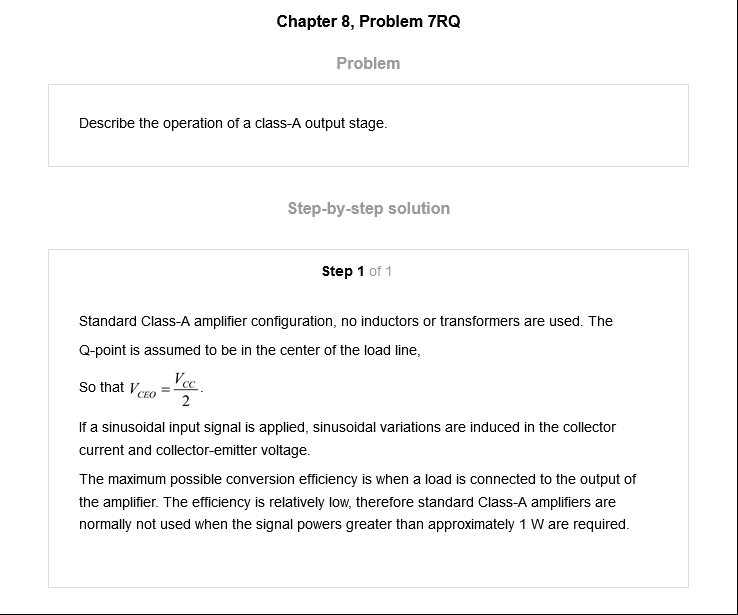 Chapter 8, Problem 7RQ
Problem
Describe the operation of a class-A output stage.
Step-by-step solution
Step 1 of 1
Standard Class-A amplifier configuration, no inductors or transformers are used. The
Q-point is assumed to be in the center of the load line,
So that V_CEO = V_CC / 2 .
If a sinusoidal input signal is applied, sinusoidal variations are induced in the collector
current and collector-emitter voltage.
The maximum possible conversion efficiency is when a load is connected to the output of
the amplifier. The efficiency is relatively low, therefore standard Class-A amplifiers are
normally not used when the signal powers greater than approximately 1 W are required.